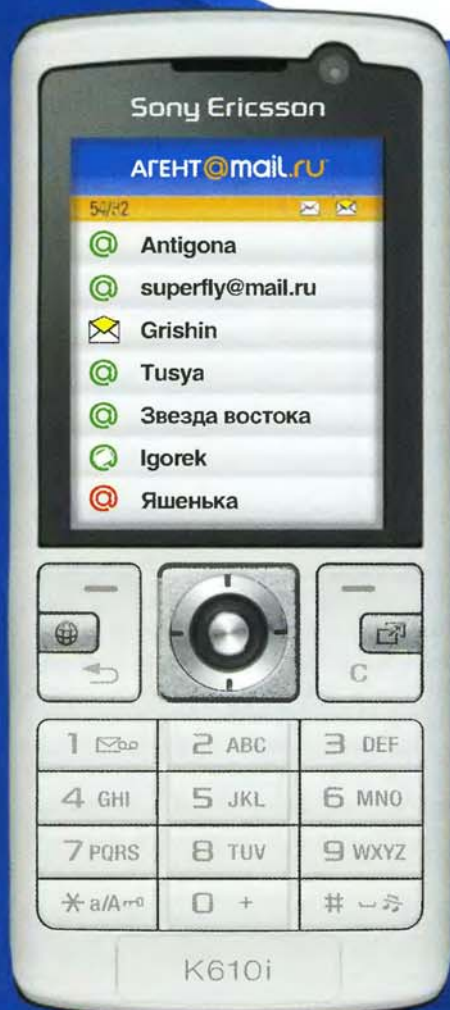 Sony Ericsson
АГЕНТ@mail.ru
54/82
Antigona
superfly@mail.ru
Grishin
Tusya
Звезда востока
Igorek
Яшенька
C
1 2 ABC 3 DEF
4 GHI 5 JKL 6 MNO
7 PQRS 8 TUV 9 WXYZ
* a/A 0 + #
K610i